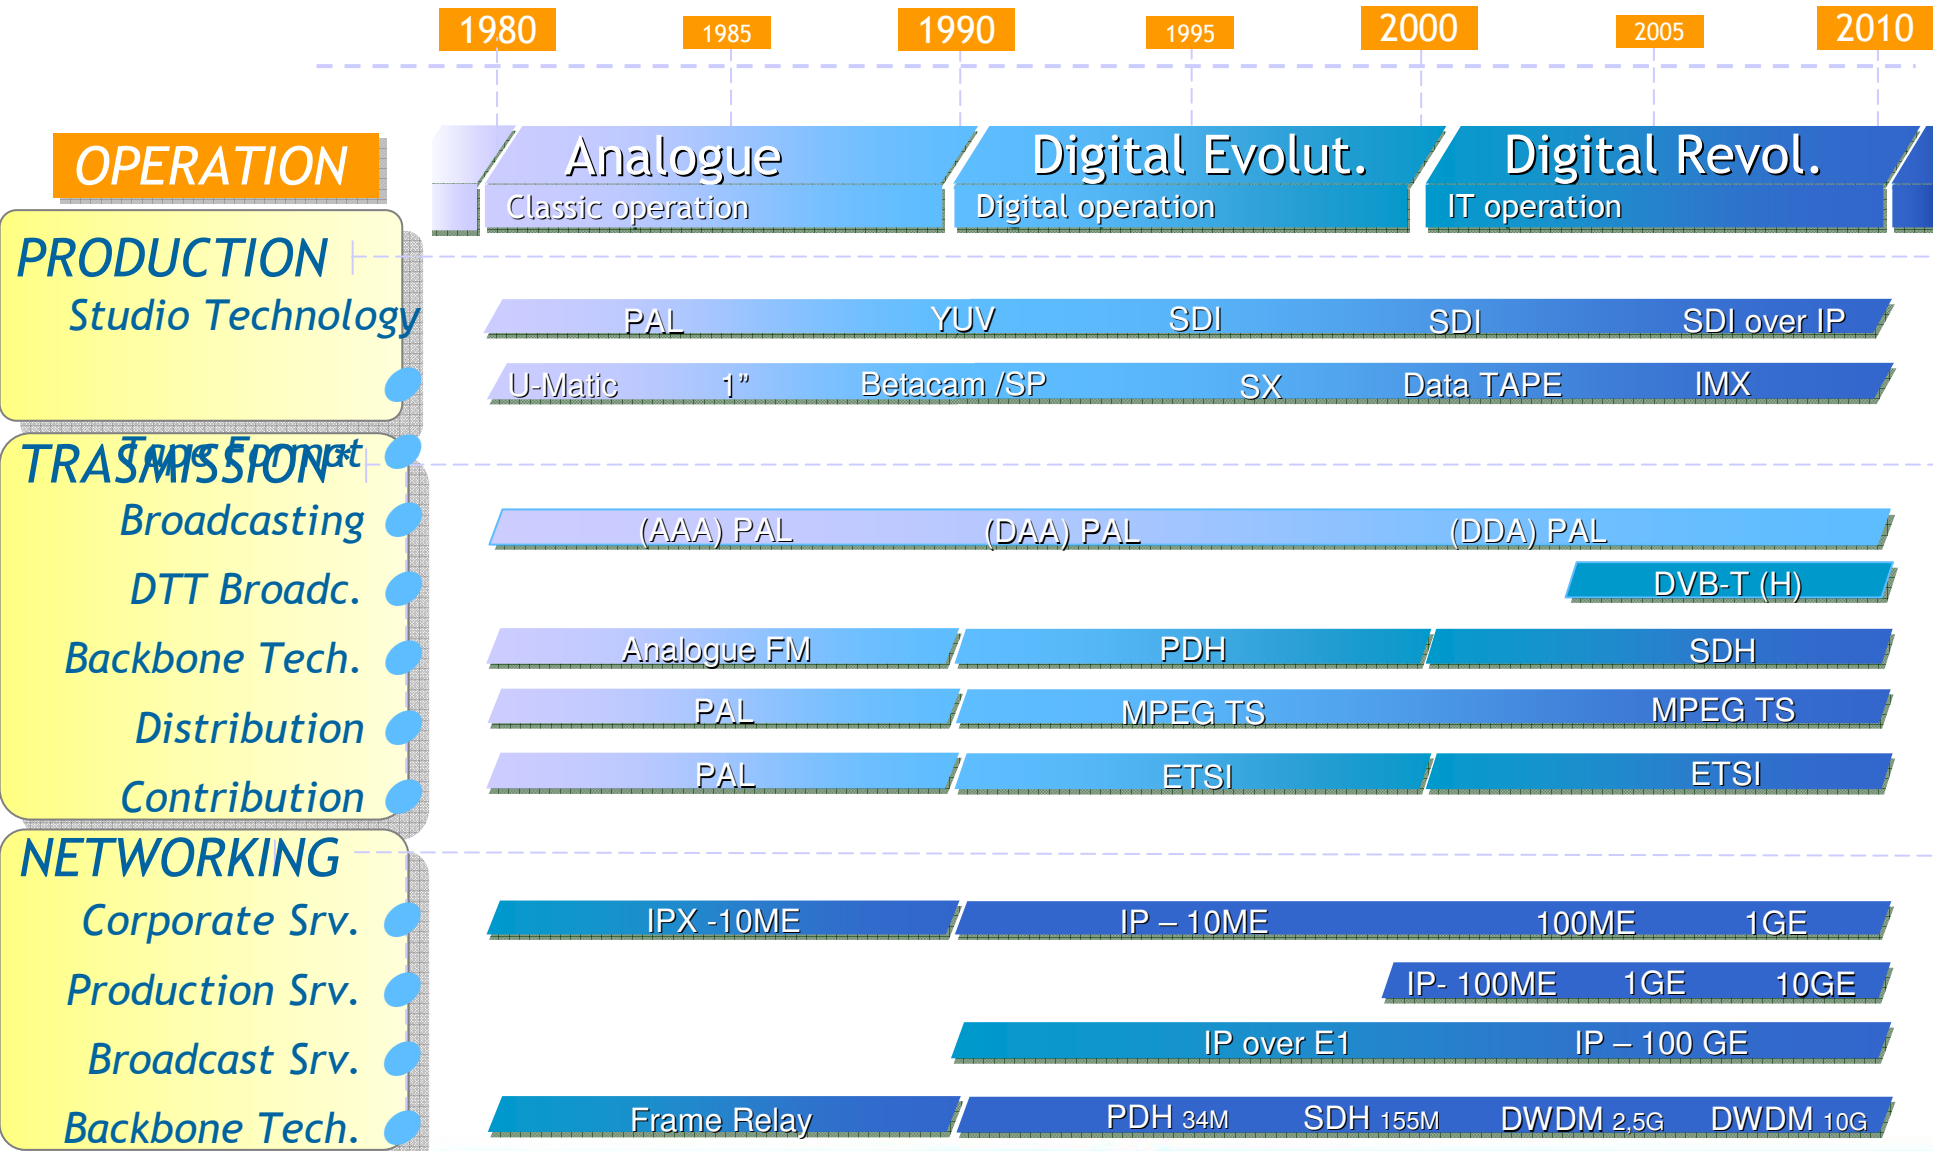 1980 1985 1990 1995 2000 2005 2010
OPERATION
Analogue Digital Evolut. Digital Revol.
Classic operation Digital operation IT operation
PRODUCTION
Studio Technology PAL YUV SDI SDI SDI over IP
U-Matic 1” Betacam /SP SX Data TAPE IMX
Tape Format
TRASMISSION*
Broadcasting (AAA) PAL (DAA) PAL (DDA) PAL
DTT Broadc. DVB-T (H)
Backbone Tech. Analogue FM PDH SDH
Distribution PAL MPEG TS MPEG TS
Contribution PAL ETSI ETSI
NETWORKING
Corporate Srv. IPX -10ME IP – 10ME 100ME 1GE
Production Srv. IP- 100ME 1GE 10GE
Broadcast Srv. IP over E1 IP – 100 GE
Backbone Tech. Frame Relay PDH 34M SDH 155M DWDM 2,5G DWDM 10G